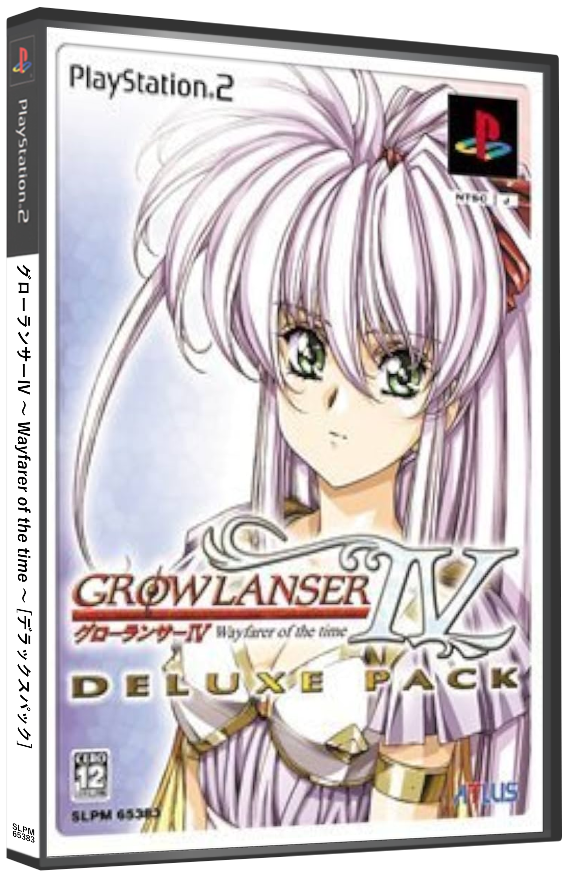 PlayStation.2
グローランサーIV ～ Wayfarer of the time ～ [デラックスパック]
SLPM
65383
PlayStation.2
NTSC J
GROWLANSER IV
グローランサーIV Wayfarer of the time
DELUXE PACK
CERO
12
ATLUS
SLPM 65383